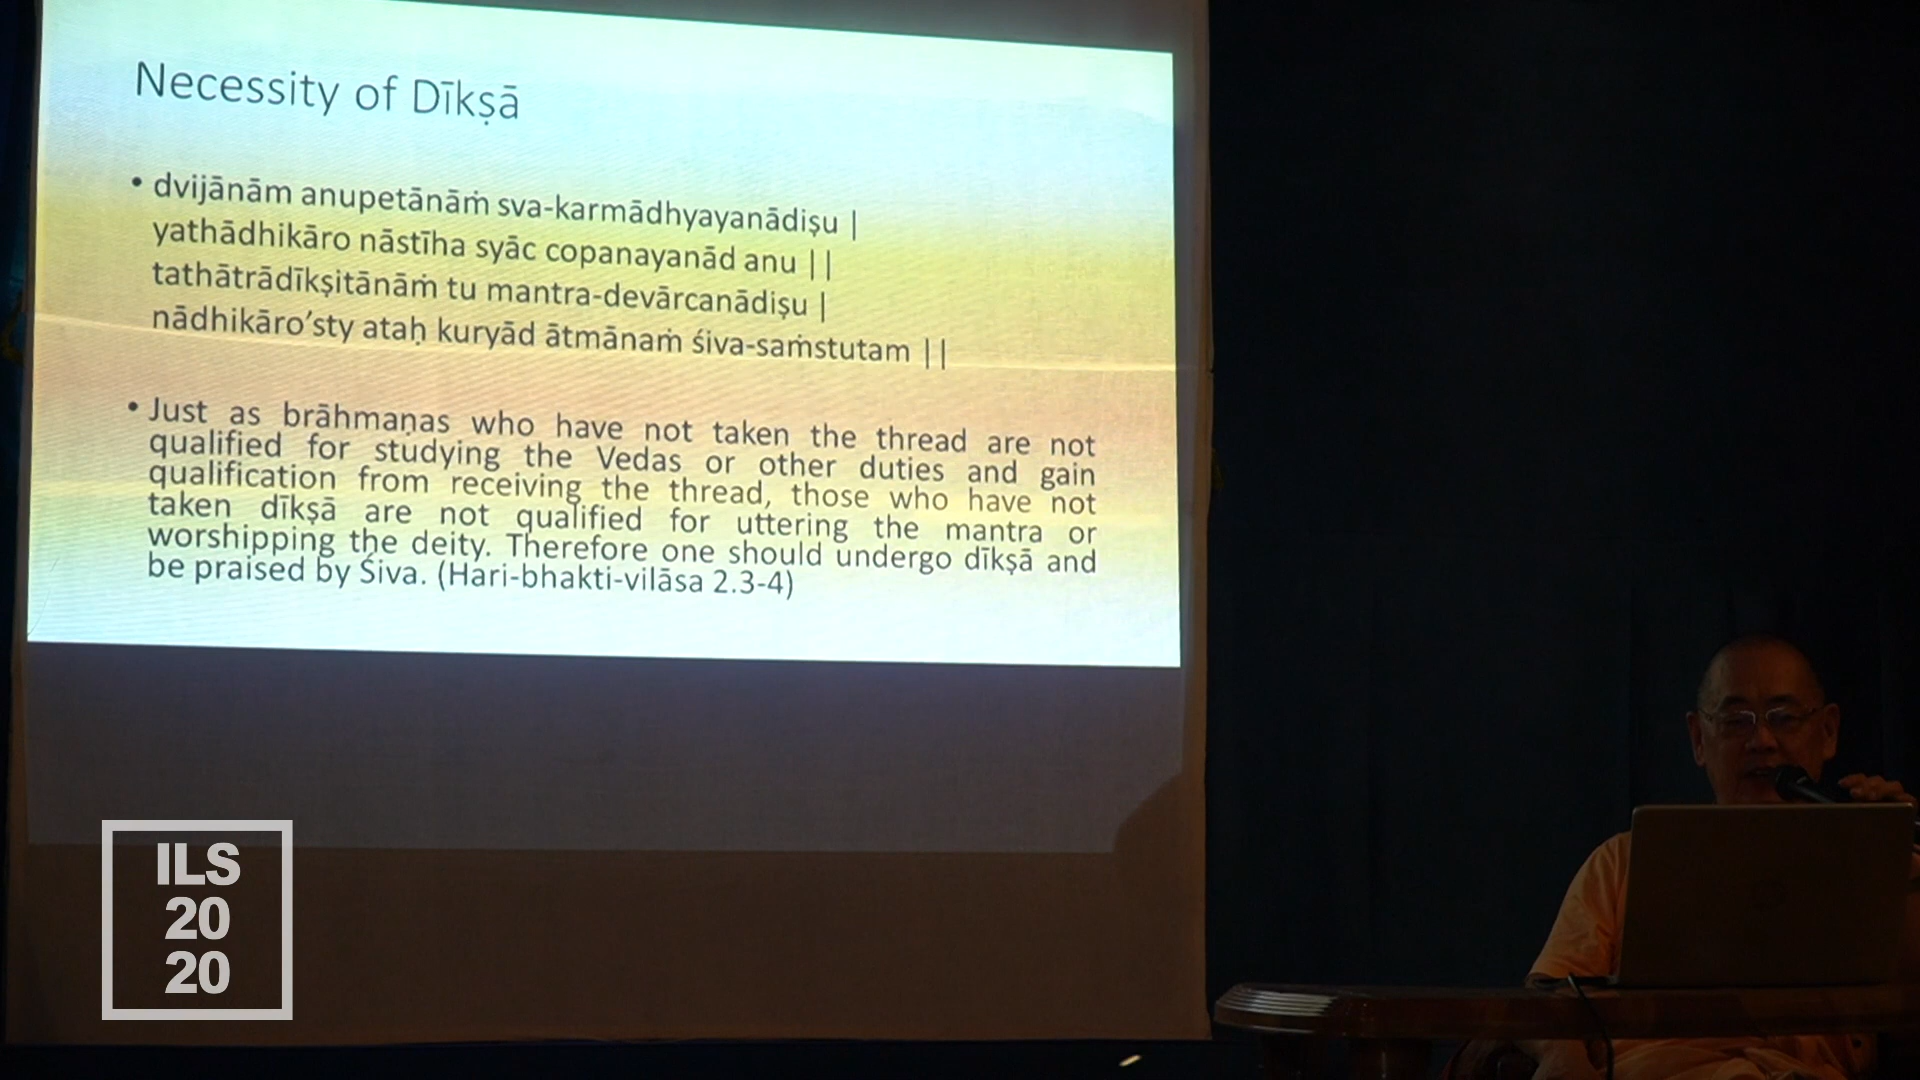 Necessity of Dīkṣā
• dvijānām anupetānāṁ sva-karmādhyayanādiṣu |
yathādhikāro nāstīha syāc copanayanād anu ||
tathātrādīkṣitānāṁ tu mantra-devārcanādiṣu |
nādhikāro’sty ataḥ kuryād ātmānaṁ śiva-saṁstutam ||
• Just as brāhmaṇas who have not taken the thread are not
qualified for studying the Vedas or other duties and gain
qualification from receiving the thread, those who have not
taken dīkṣā are not qualified for uttering the mantra or
worshipping the deity. Therefore one should undergo dīkṣā and
be praised by Śiva. (Hari-bhakti-vilāsa 2.3-4)
ILS
20
20